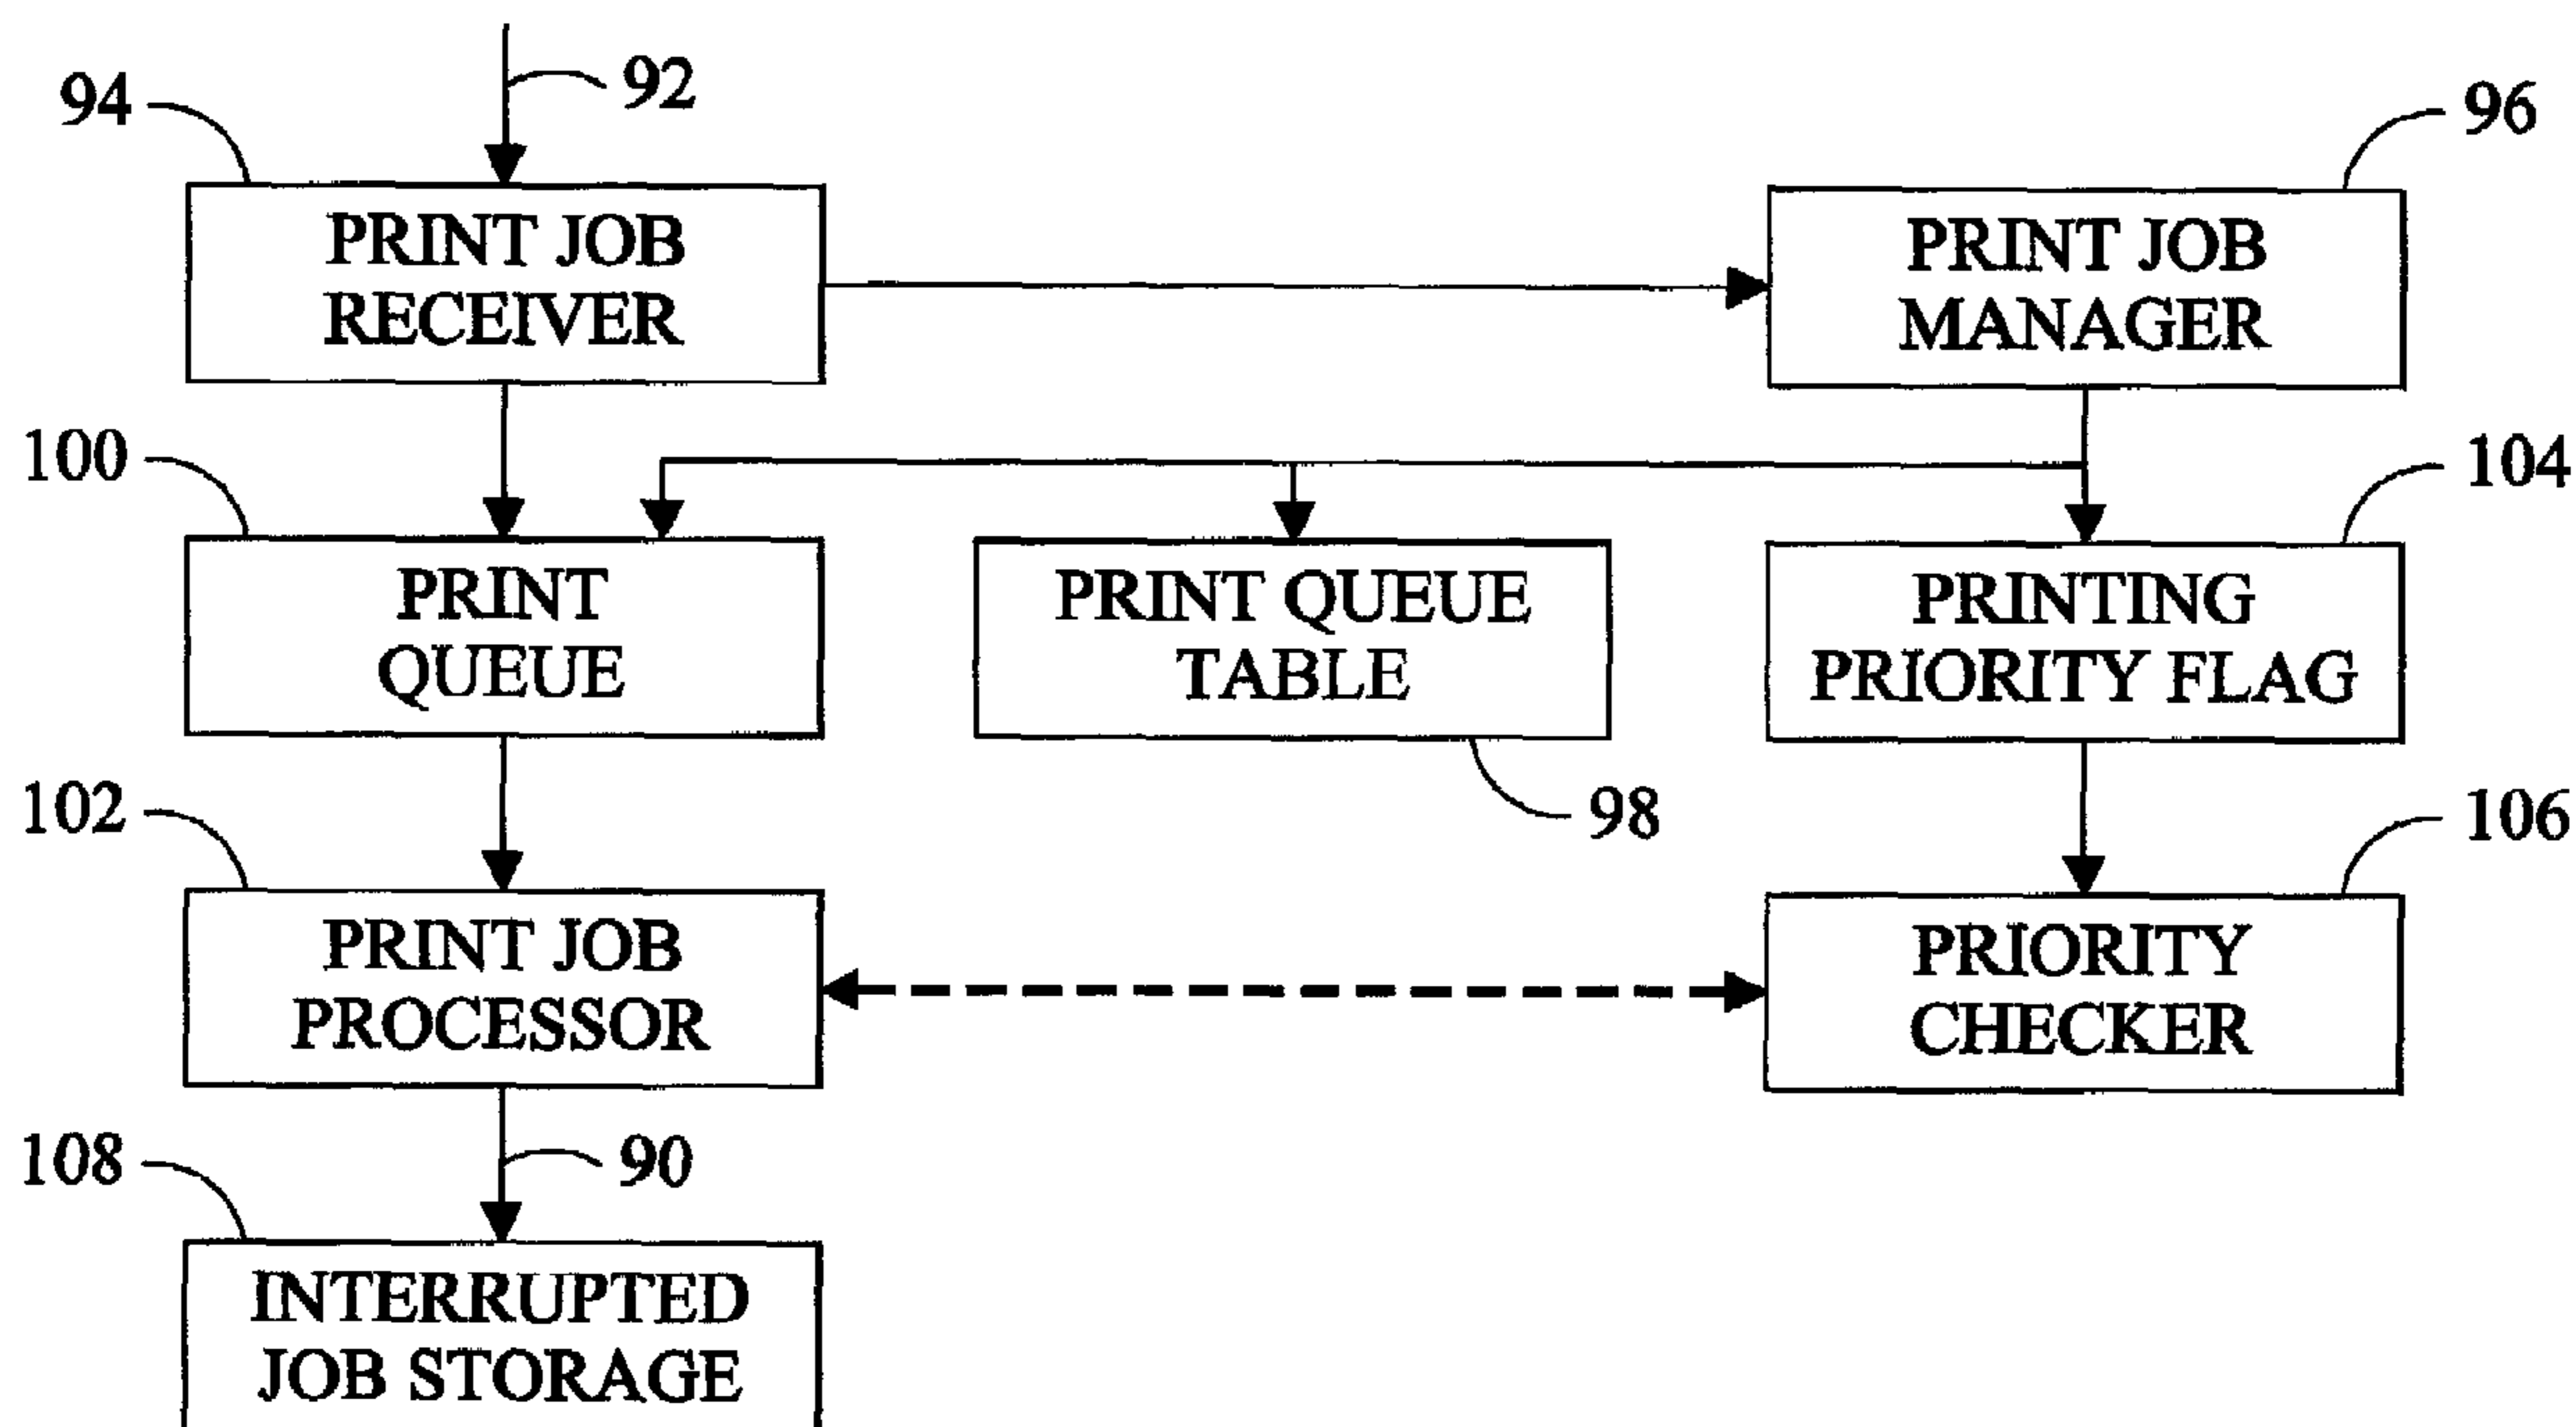 92
94
96
PRINT JOB
RECEIVER
PRINT JOB
MANAGER
100
104
PRINT
QUEUE
PRINT QUEUE
TABLE
PRINTING
PRIORITY FLAG
102
98
106
PRINT JOB
PROCESSOR
PRIORITY
CHECKER
108
90
INTERRUPTED
JOB STORAGE